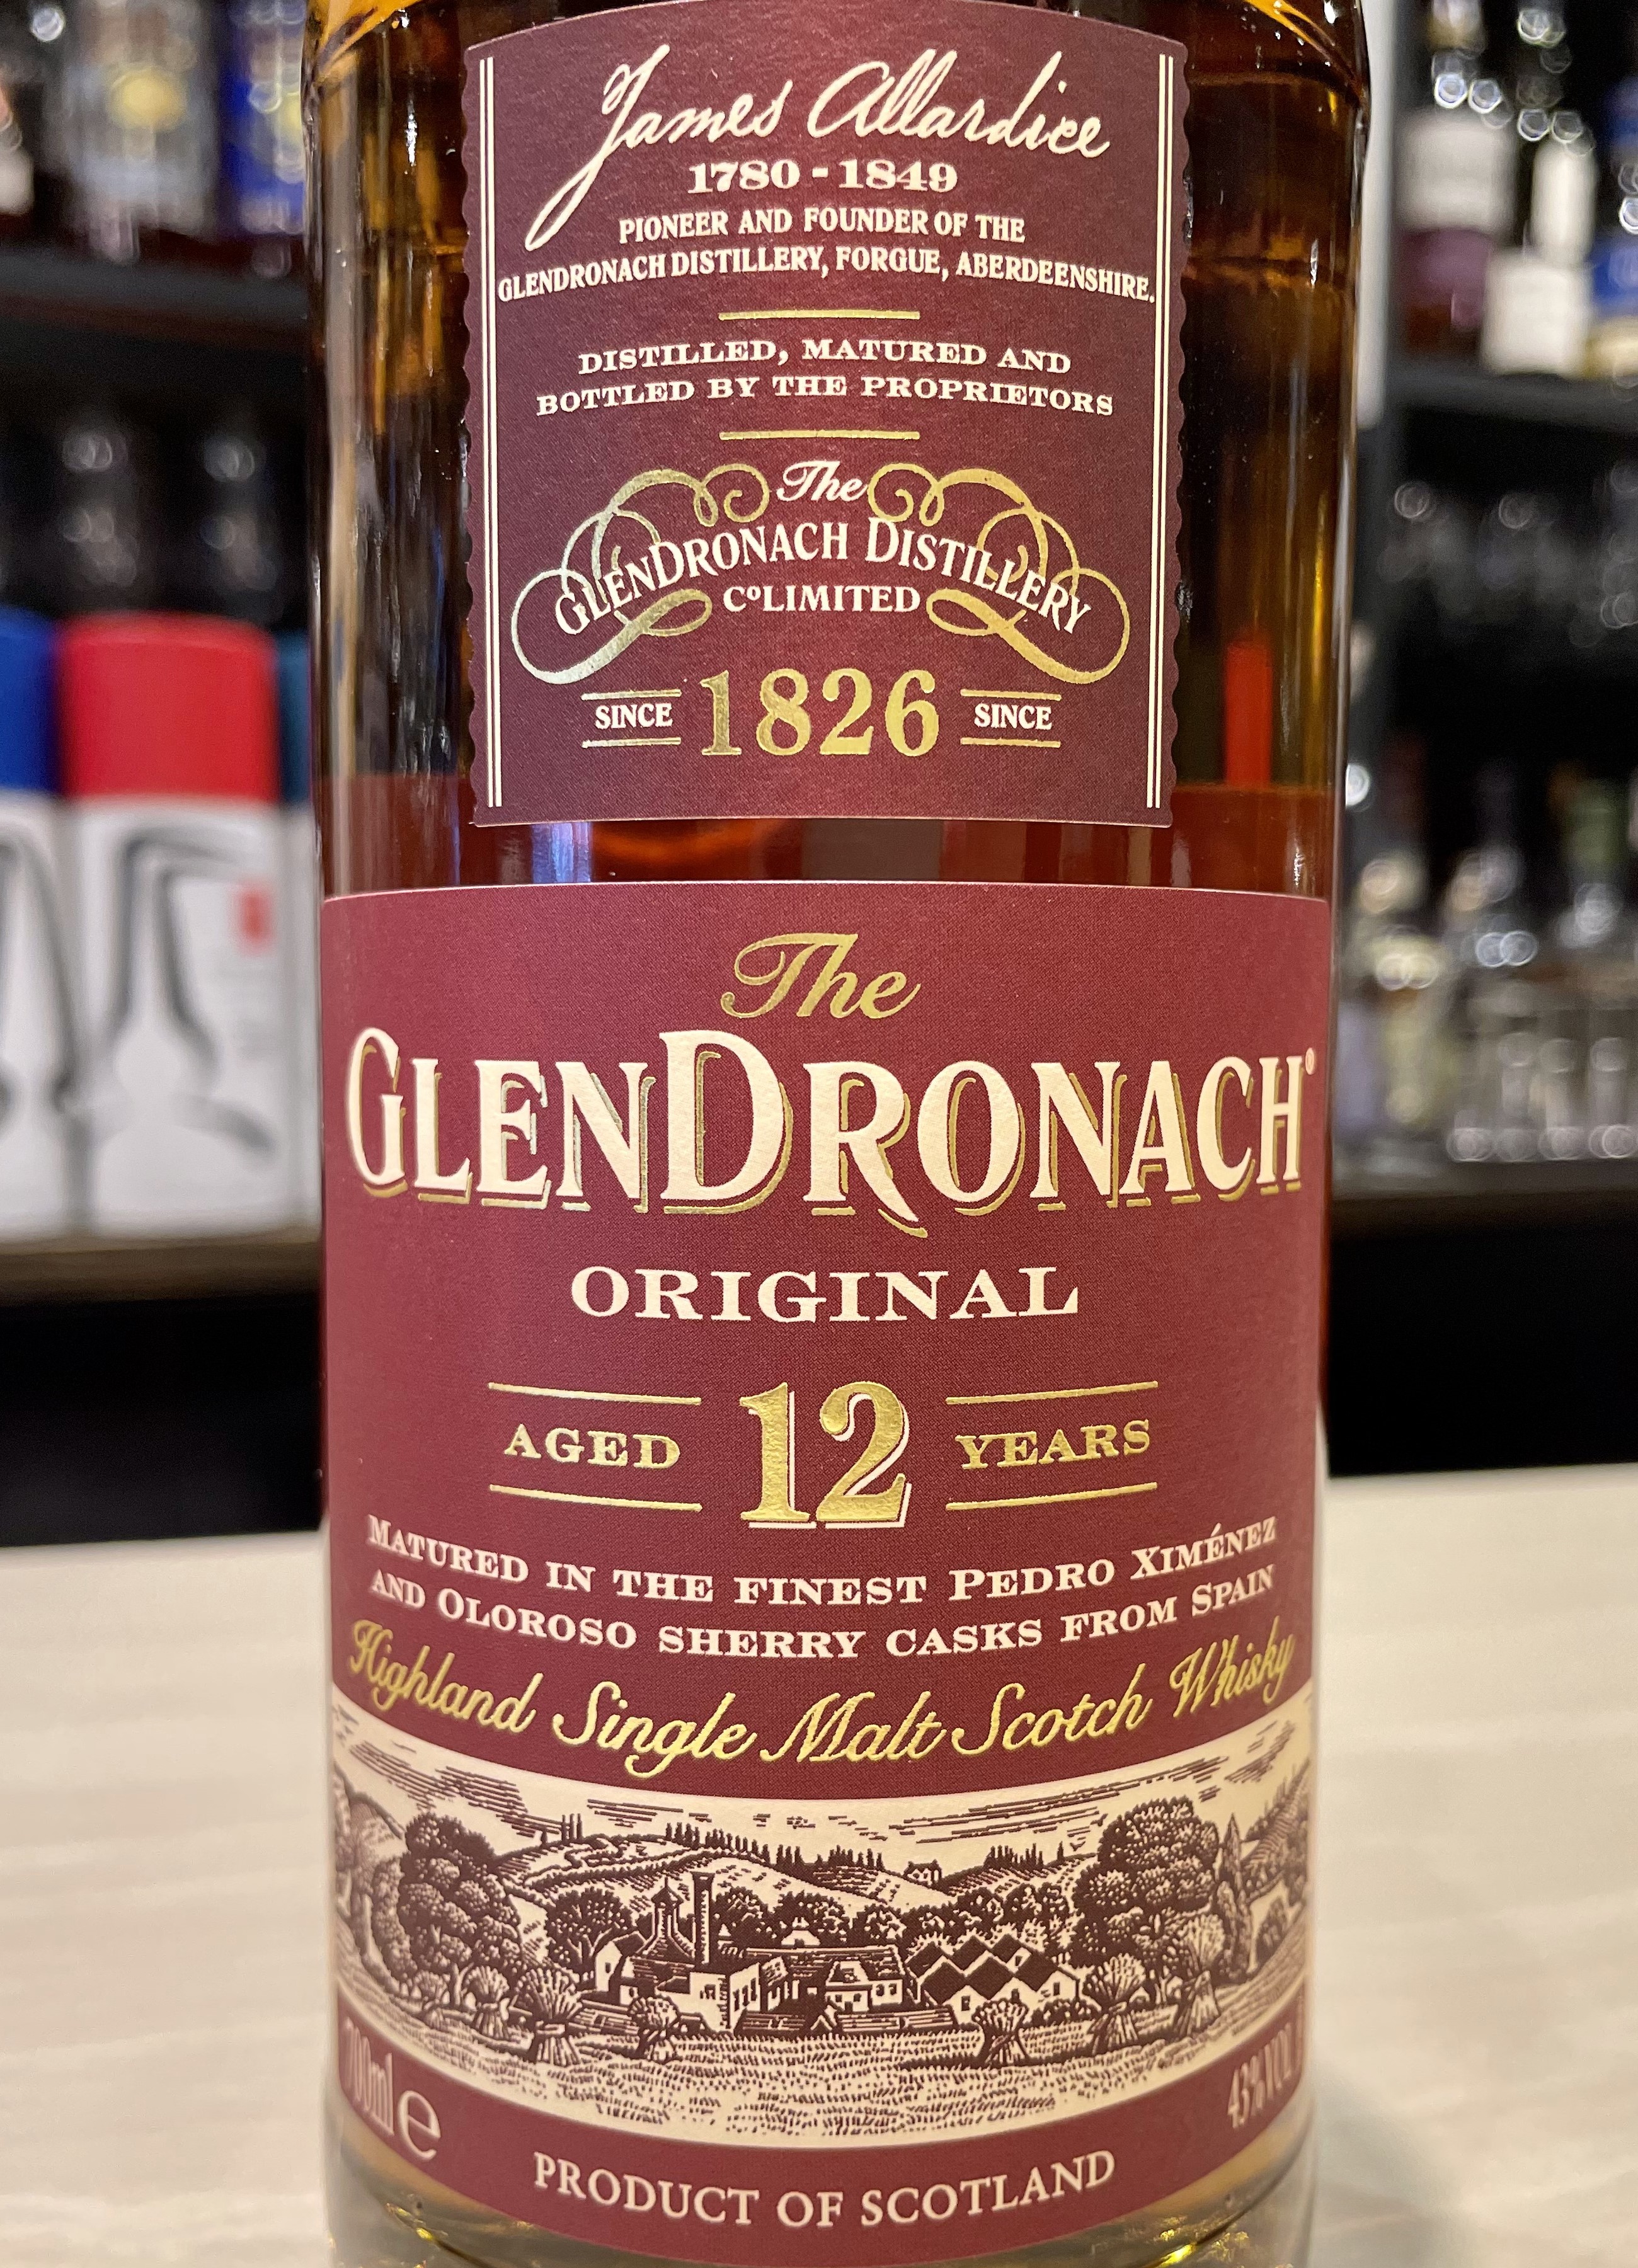 James Allardice
1780 - 1849
PIONEER AND FOUNDER OF THE
GLENDRONACH DISTILLERY, FORGUE, ABERDEENSHIRE.
DISTILLED, MATURED AND
BOTTLED BY THE PROPRIETORS
The
GLENDRONACH DISTILLERY
Cº LIMITED
SINCE 1826 SINCE
The
GLENDRONACH®
ORIGINAL
AGED 12 YEARS
MATURED IN THE FINEST PEDRO XIMÉNEZ
AND OLOROSO SHERRY CASKS FROM SPAIN
Highland Single Malt Scotch Whisky
700ml e
43%
PRODUCT OF SCOTLAND